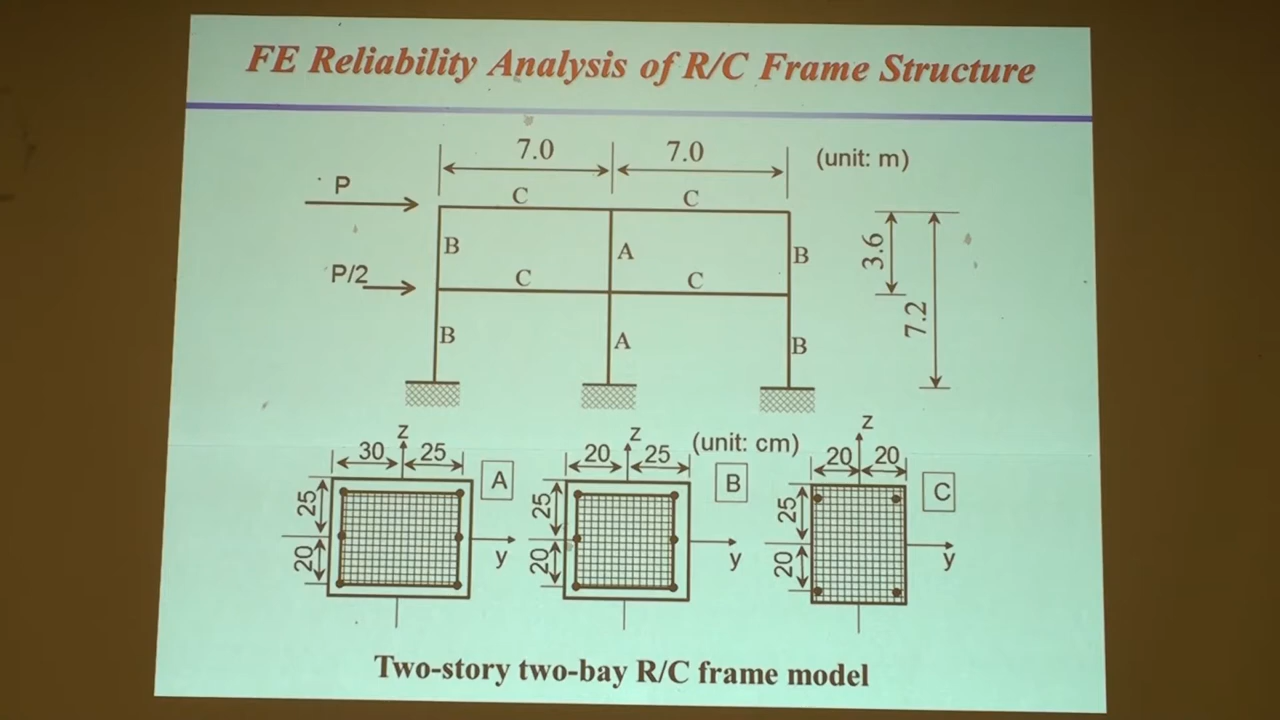 FE Reliability Analysis of R/C Frame Structure
7.0 7.0 (unit: m)
P
C C
B A B
P/2
C C
3.6
7.2
B A B
z z (unit: cm) z
30 25 A 20 25 B 20 20 C
25 25 25
y y y
20 20 20
Two-story two-bay R/C frame model